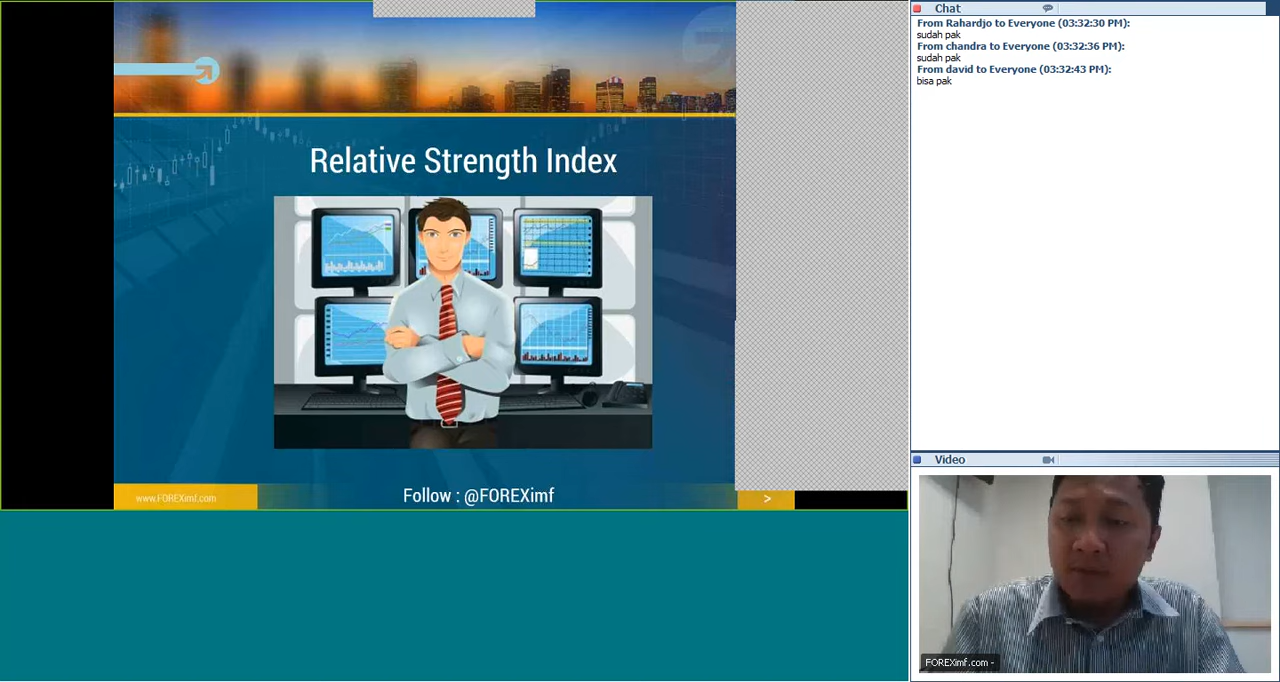 Relative Strength Index
www.FOREXimf.com
Follow : @FOREXimf
>
Chat
From Rahardjo to Everyone (03:32:30 PM):
sudah pak
From chandra to Everyone (03:32:36 PM):
sudah pak
From david to Everyone (03:32:43 PM):
bisa pak
Video
FOREXimf.com -